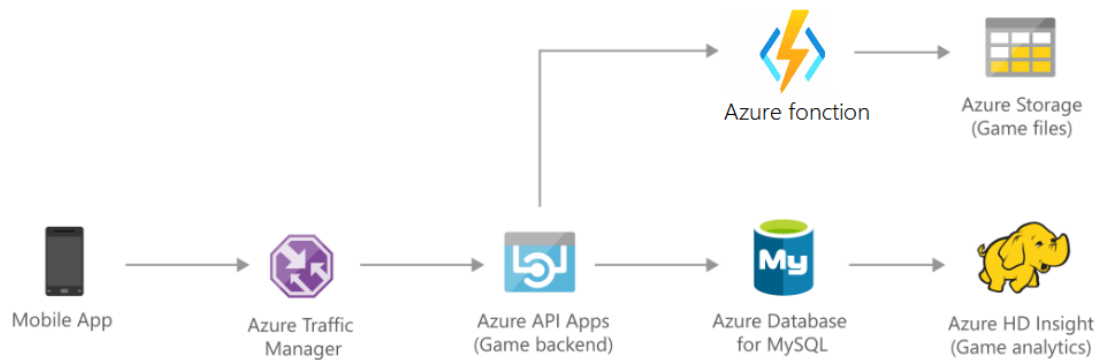 Azure fonction
Azure Storage
(Game files)
My
Mobile App
Azure Traffic
Manager
Azure API Apps
(Game backend)
Azure Database
for MySQL
Azure HD Insight
(Game analytics)